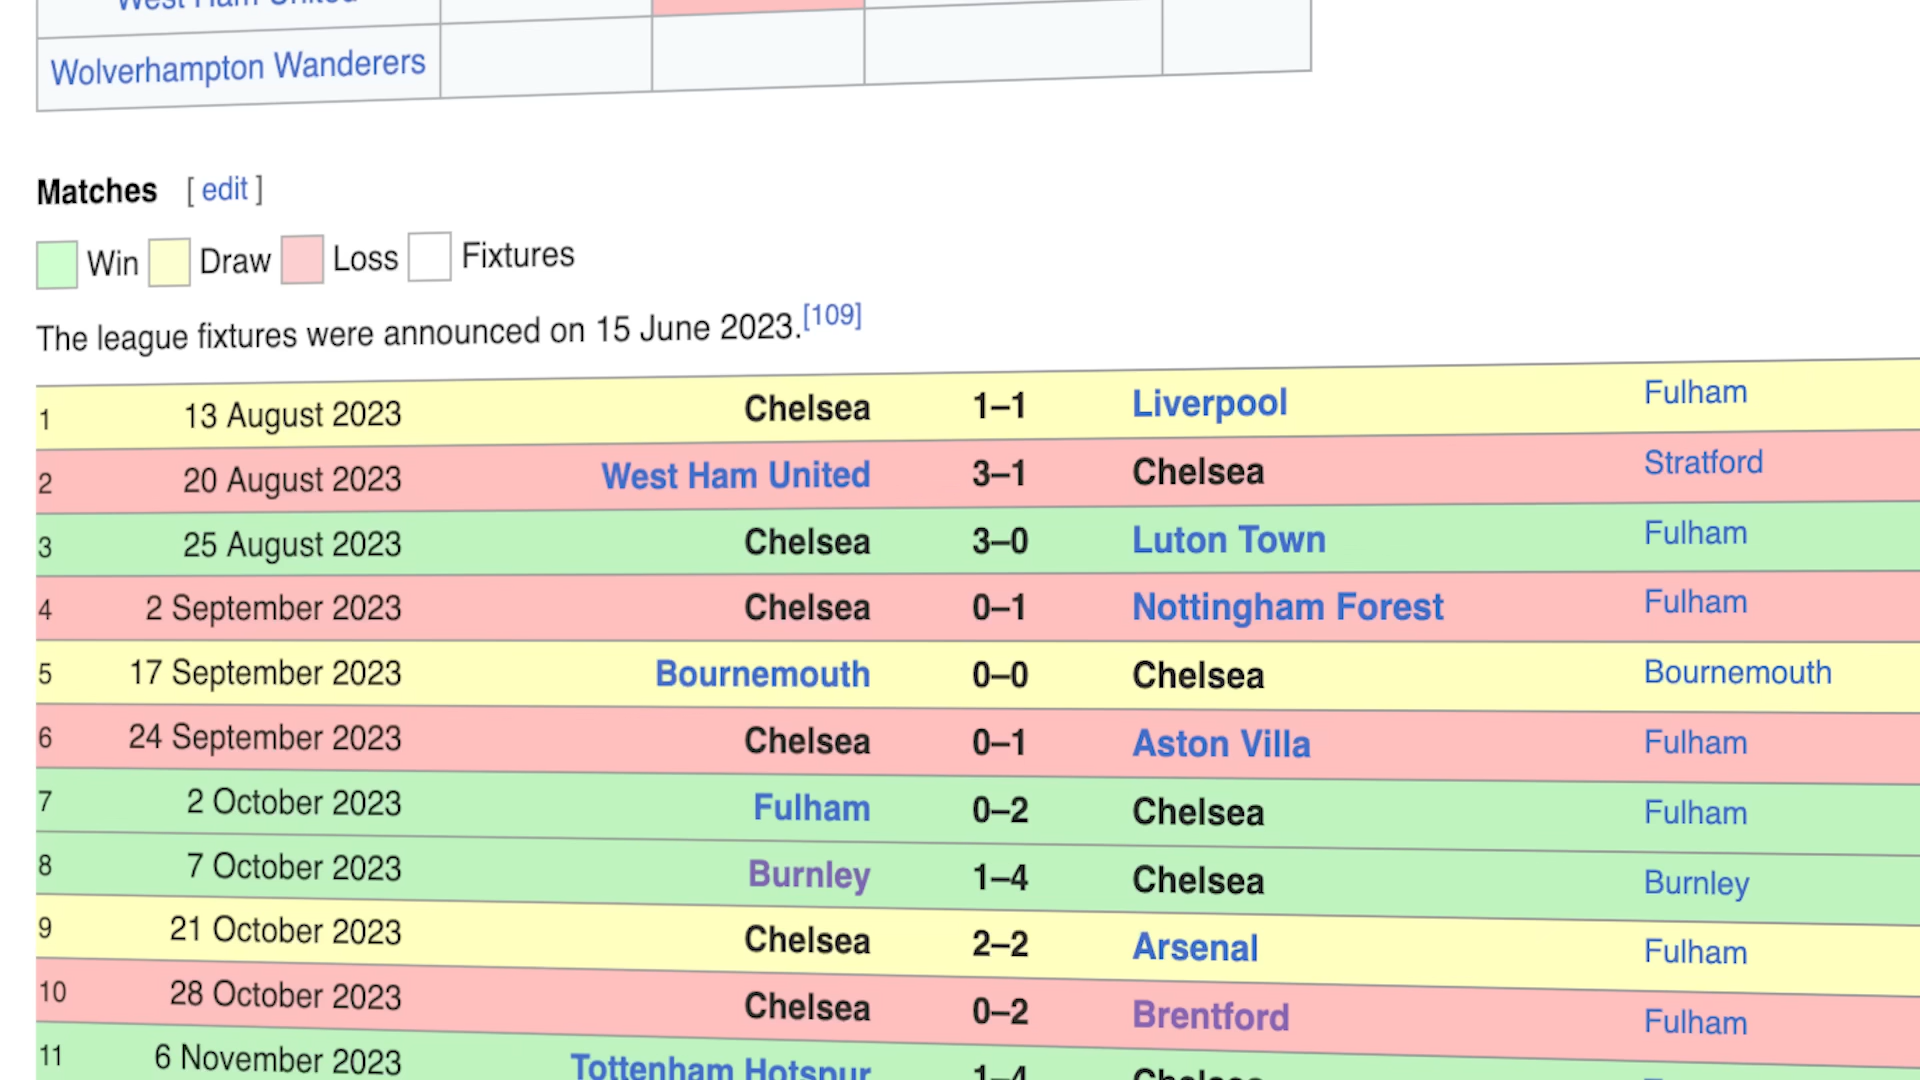 West Ham United
Wolverhampton Wanderers
Matches [ edit ]
Win Draw Loss Fixtures
The league fixtures were announced on 15 June 2023.[109]
1 13 August 2023 Chelsea 1–1 Liverpool Fulham
2 20 August 2023 West Ham United 3–1 Chelsea Stratford
3 25 August 2023 Chelsea 3–0 Luton Town Fulham
4 2 September 2023 Chelsea 0–1 Nottingham Forest Fulham
5 17 September 2023 Bournemouth 0–0 Chelsea Bournemouth
6 24 September 2023 Chelsea 0–1 Aston Villa Fulham
7 2 October 2023 Fulham 0–2 Chelsea Fulham
8 7 October 2023 Burnley 1–4 Chelsea Burnley
9 21 October 2023 Chelsea 2–2 Arsenal Fulham
10 28 October 2023 Chelsea 0–2 Brentford Fulham
11 6 November 2023 Tottenham Hotspur 1–4 Chelsea